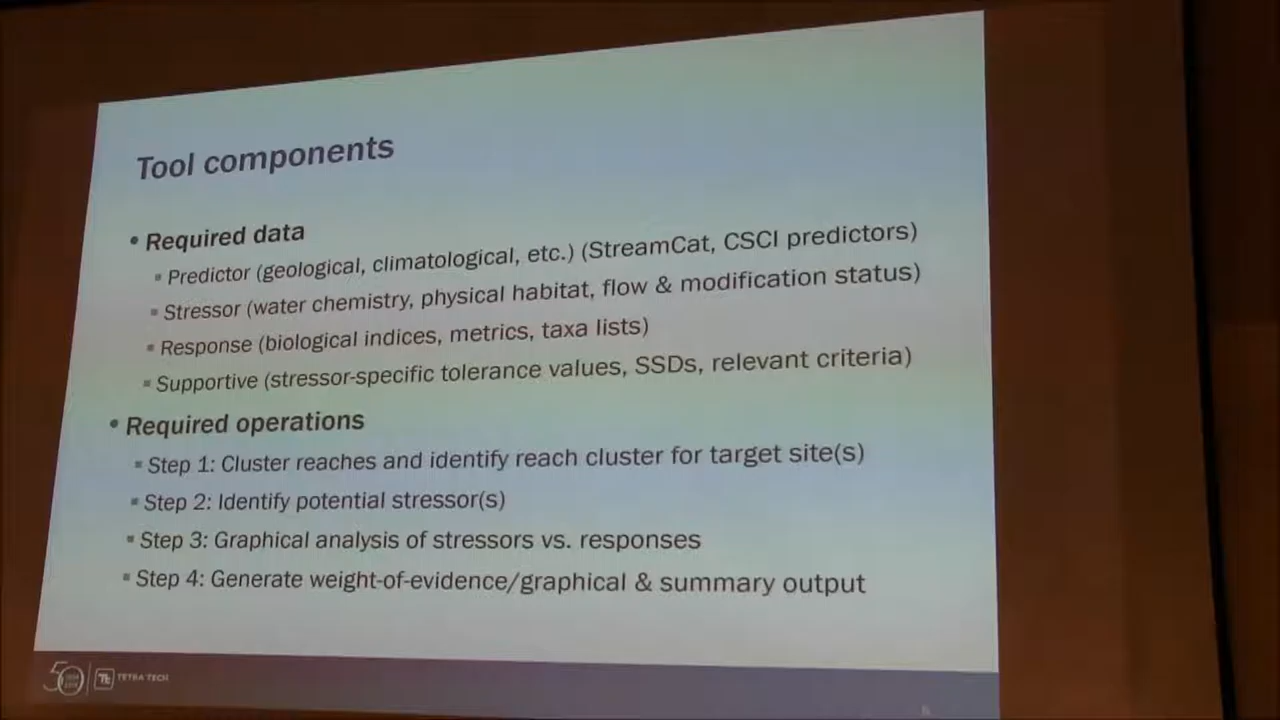 Tool components
• Required data
▪ Predictor (geological, climatological, etc.) (StreamCat, CSCI predictors)
▪ Stressor (water chemistry, physical habitat, flow & modification status)
▪ Response (biological indices, metrics, taxa lists)
▪ Supportive (stressor-specific tolerance values, SSDs, relevant criteria)
• Required operations
▪ Step 1: Cluster reaches and identify reach cluster for target site(s)
▪ Step 2: Identify potential stressor(s)
▪ Step 3: Graphical analysis of stressors vs. responses
▪ Step 4: Generate weight-of-evidence/graphical & summary output
50 TETRA TECH